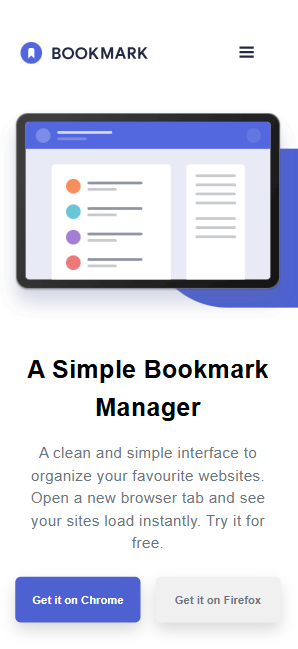 BOOKMARK
A Simple Bookmark
Manager
A clean and simple interface to
organize your favourite websites.
Open a new browser tab and see
your sites load instantly. Try it for
free.
Get it on Chrome
Get it on Firefox